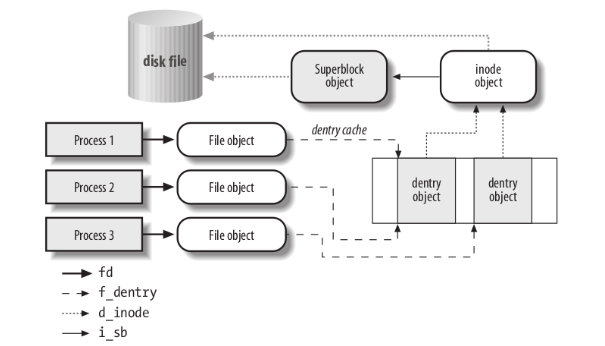 disk file
Superblock
object
inode
object
Process 1
File object
dentry cache
Process 2
File object
dentry
object
dentry
object
Process 3
File object
fd
f_dentry
d_inode
i_sb